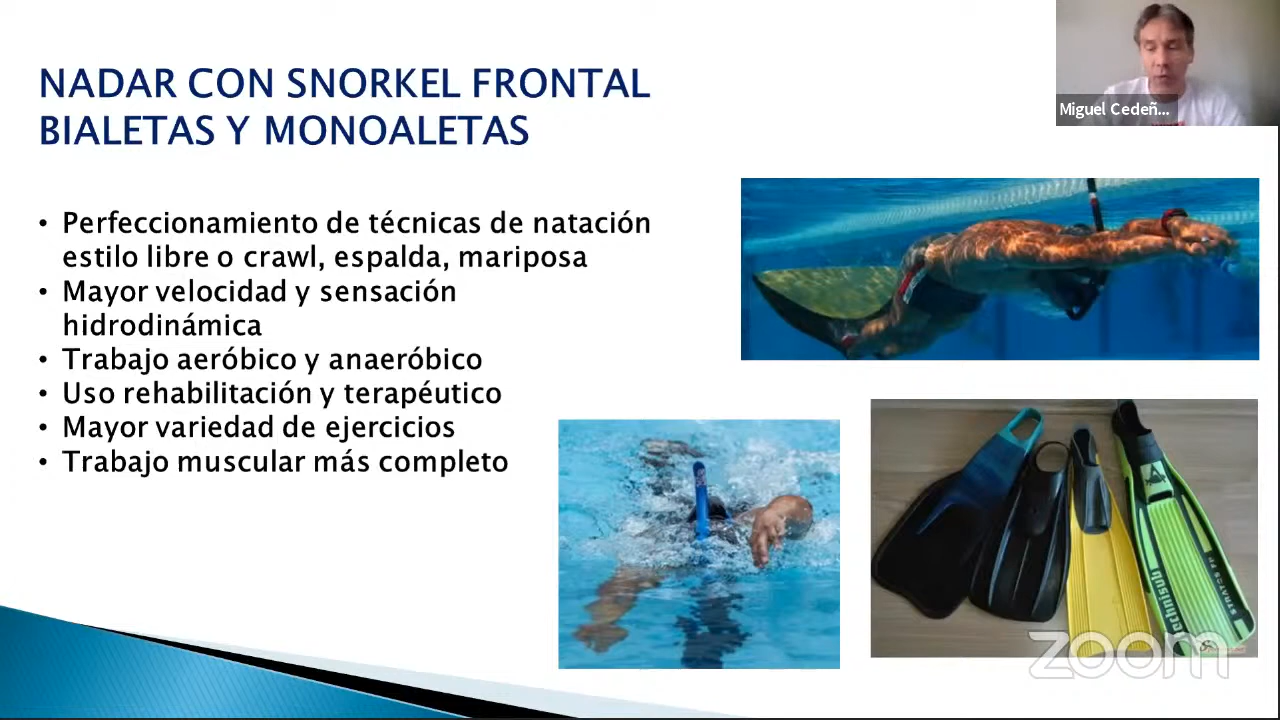 NADAR CON SNORKEL FRONTAL
BIALETAS Y MONOALETAS
Miguel Cedeñ...
• Perfeccionamiento de técnicas de natación
estilo libre o crawl, espalda, mariposa
• Mayor velocidad y sensación
hidrodinámica
• Trabajo aeróbico y anaeróbico
• Uso rehabilitación y terapéutico
• Mayor variedad de ejercicios
• Trabajo muscular más completo
technisub
zoom